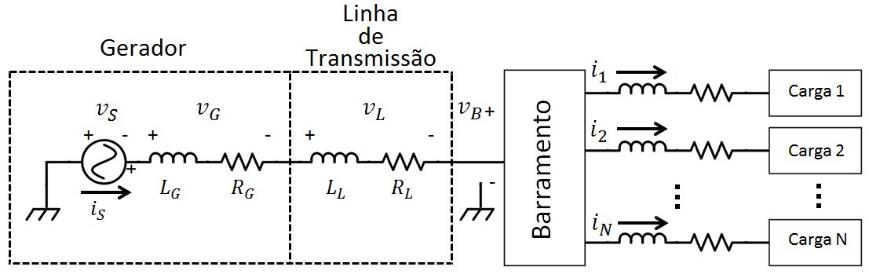 Gerador
Linha
de
Transmissão
v_S
v_G
v_L
v_B+
+ -
+ -
+ -
+
-
i_S
L_G
R_G
L_L
R_L
Barramento
i_1
Carga 1
i_2
Carga 2
i_N
Carga N